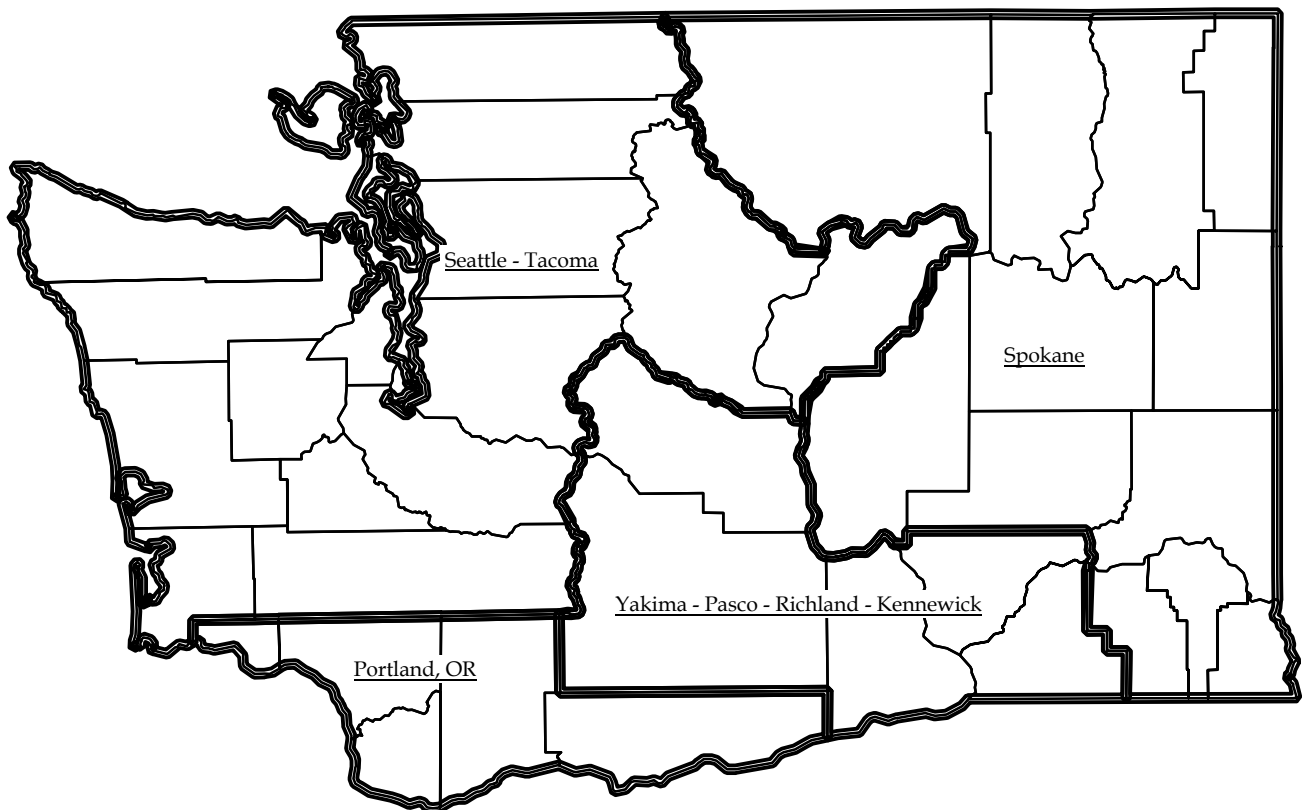 Seattle - Tacoma
Spokane
Yakima - Pasco - Richland - Kennewick
Portland, OR